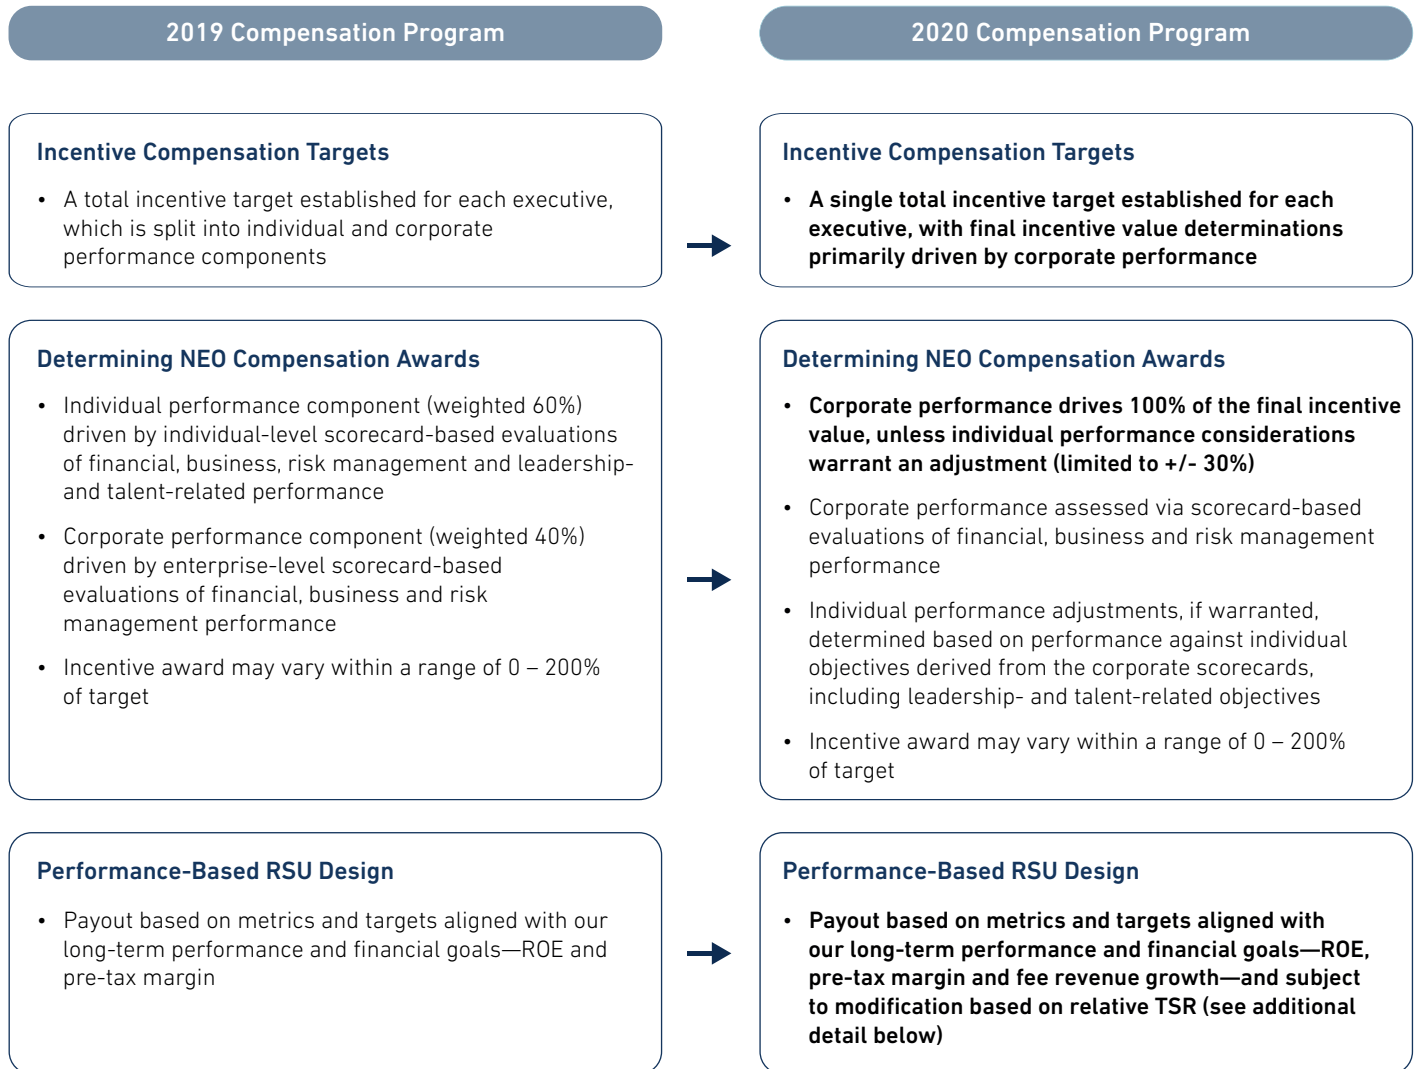 2019 Compensation Program
2020 Compensation Program
Incentive Compensation Targets
• A total incentive target established for each executive,
which is split into individual and corporate
performance components
Incentive Compensation Targets
• A single total incentive target established for each
executive, with final incentive value determinations
primarily driven by corporate performance
Determining NEO Compensation Awards
• Individual performance component (weighted 60%)
driven by individual-level scorecard-based evaluations
of financial, business, risk management and leadership-
and talent-related performance
• Corporate performance component (weighted 40%)
driven by enterprise-level scorecard-based
evaluations of financial, business and risk
management performance
• Incentive award may vary within a range of 0 – 200%
of target
Determining NEO Compensation Awards
• Corporate performance drives 100% of the final incentive
value, unless individual performance considerations
warrant an adjustment (limited to +/- 30%)
• Corporate performance assessed via scorecard-based
evaluations of financial, business and risk management
performance
• Individual performance adjustments, if warranted,
determined based on performance against individual
objectives derived from the corporate scorecards,
including leadership- and talent-related objectives
• Incentive award may vary within a range of 0 – 200%
of target
Performance-Based RSU Design
• Payout based on metrics and targets aligned with our
long-term performance and financial goals—ROE and
pre-tax margin
Performance-Based RSU Design
• Payout based on metrics and targets aligned with
our long-term performance and financial goals—ROE,
pre-tax margin and fee revenue growth—and subject
to modification based on relative TSR (see additional
detail below)